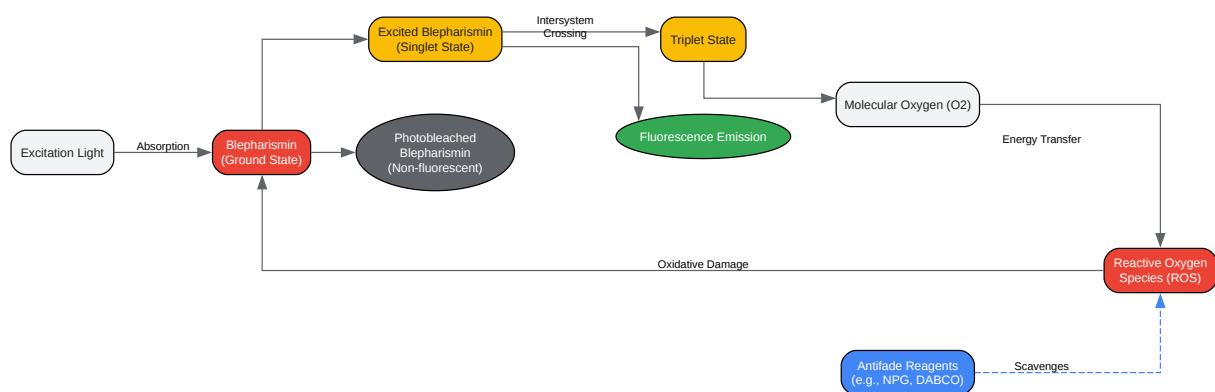 Excited Blepharismin
(Singlet State)
Intersystem
Crossing
Triplet State
Molecular Oxygen (O2)
Excitation Light
Absorption
Blepharismin
(Ground State)
Photobleached
Blepharismin
(Non-fluorescent)
Fluorescence Emission
Energy Transfer
Oxidative Damage
Reactive Oxygen
Species (ROS)
Antifade Reagents
(e.g., NPG, DABCO)
Scavenges